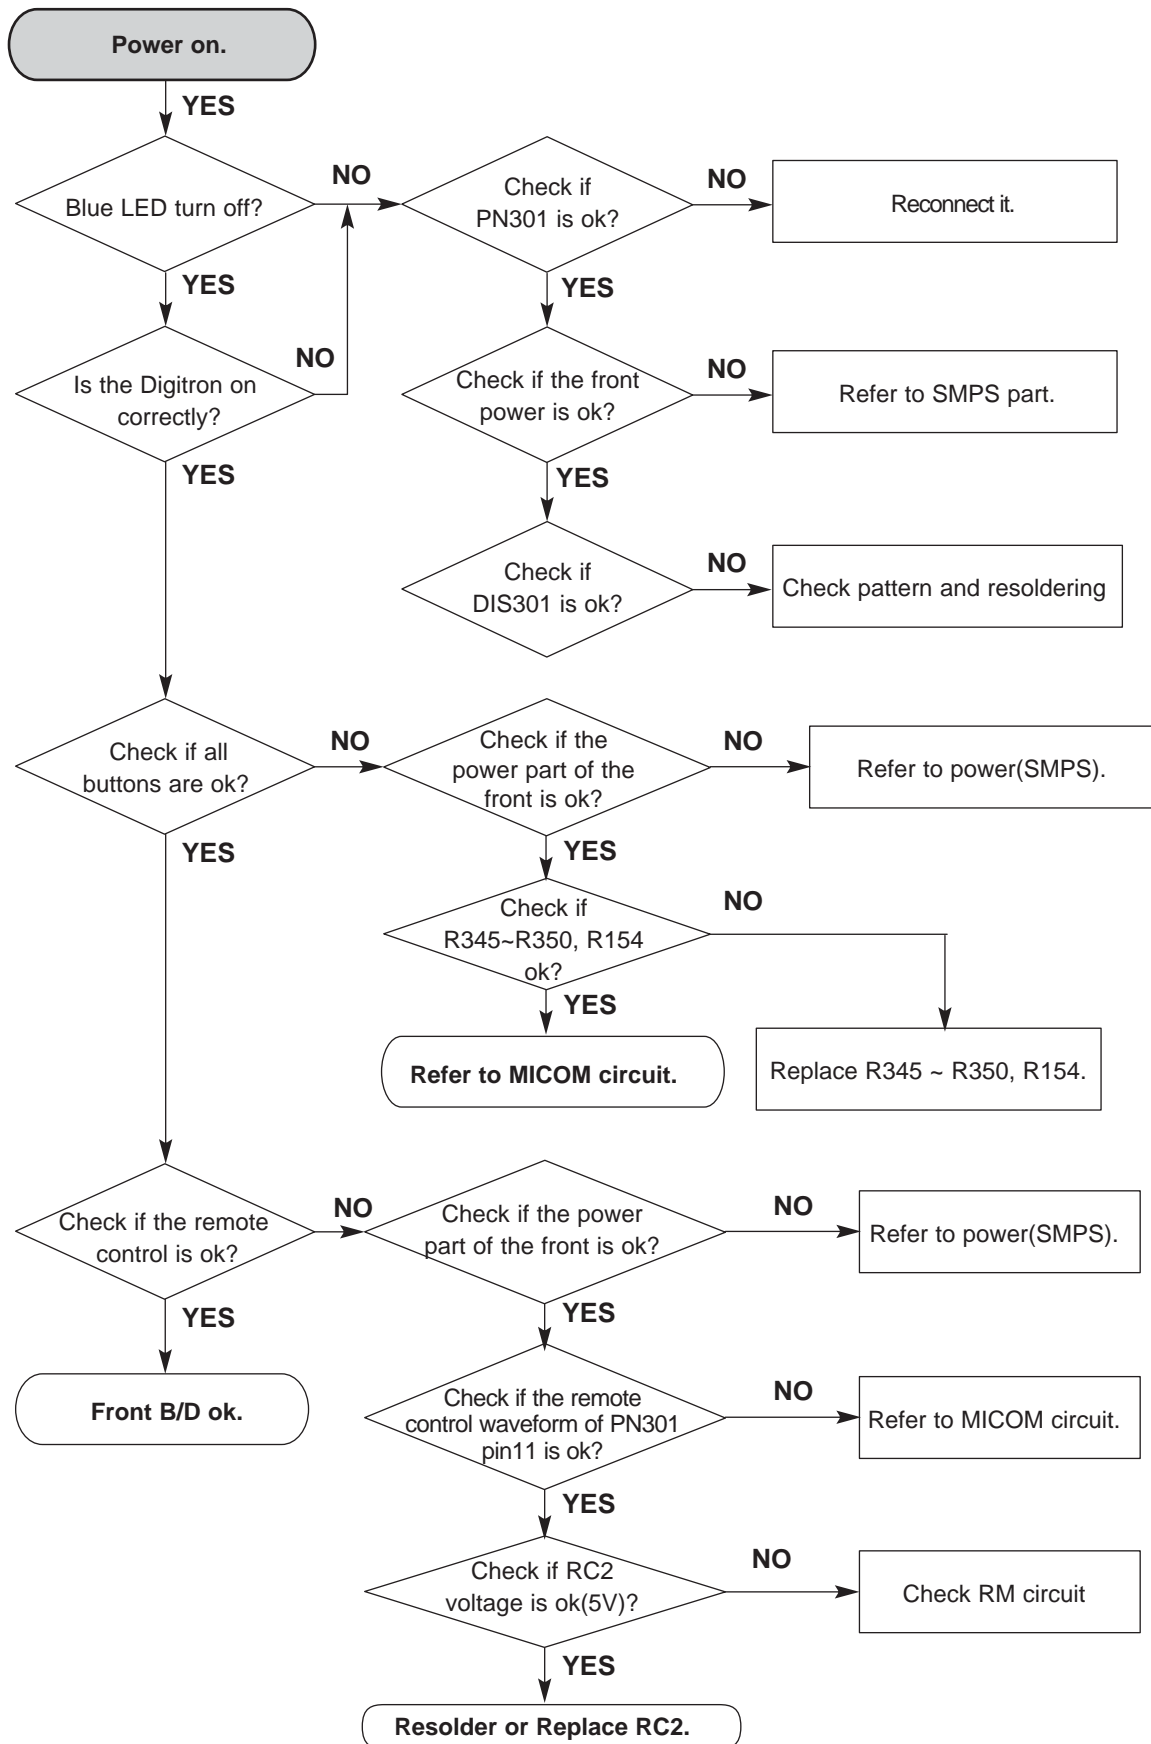 Power on.
YES
Blue LED turn off?
NO
Check if
PN301 is ok?
NO
Reconnect it.
YES
YES
Is the Digitron on
correctly?
NO
Check if the front
power is ok?
NO
Refer to SMPS part.
YES
YES
Check if
DIS301 is ok?
NO
Check pattern and resoldering
Check if all
buttons are ok?
NO
Check if the
power part of the
front is ok?
NO
Refer to power(SMPS).
YES
YES
Check if
R345~R350, R154
ok?
NO
YES
Refer to MICOM circuit.
Replace R345 ~ R350, R154.
Check if the remote
control is ok?
NO
Check if the power
part of the front is ok?
NO
Refer to power(SMPS).
YES
YES
Front B/D ok.
Check if the remote
control waveform of PN301
pin11 is ok?
NO
Refer to MICOM circuit.
YES
Check if RC2
voltage is ok(5V)?
NO
Check RM circuit
YES
Resolder or Replace RC2.